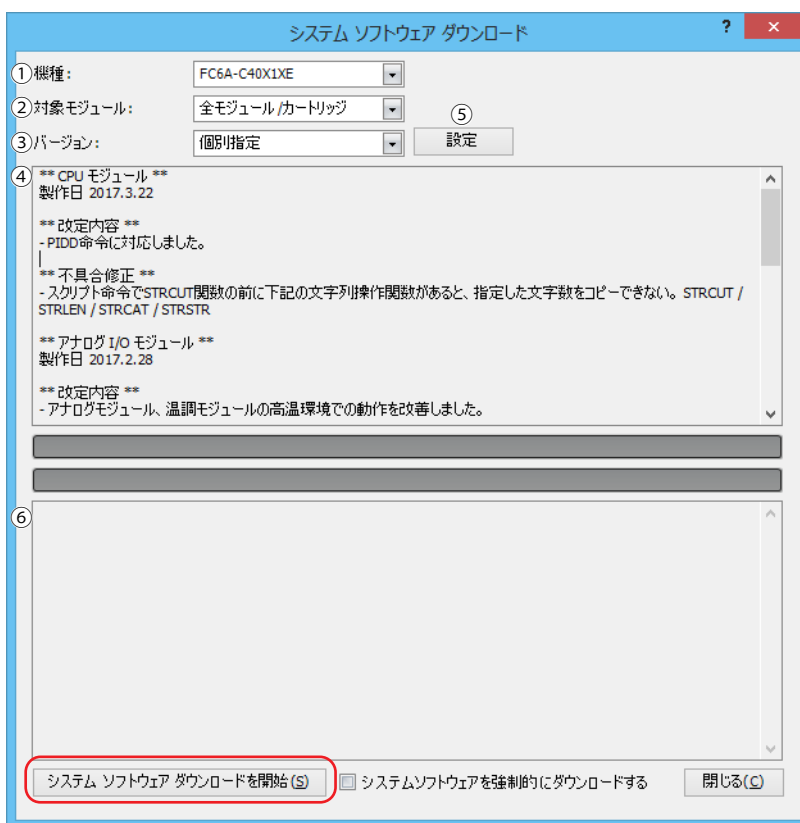 システム ソフトウェア ダウンロード ? ×
①機種: FC6A-C40X1XE
②対象モジュール: 全モジュール/カートリッジ
③バージョン: 個別指定 ⑤ 設定
④ ** CPU モジュール **
製作日 2017.3.22
** 改定内容 **
- PIDD命令に対応しました。
** 不具合修正 **
- スクリプト命令でSTRCUT関数の前に下記の文字列操作関数があると、指定した文字数をコピーできない。STRCUT /
STRLEN / STRCAT / STRSTR
** アナログ I/O モジュール **
製作日 2017.2.28
** 改定内容 **
- アナログモジュール、温調モジュールの高温環境での動作を改善しました。
⑥
システム ソフトウェア ダウンロードを開始(S) システムソフトウェアを強制的にダウンロードする 閉じる(C)